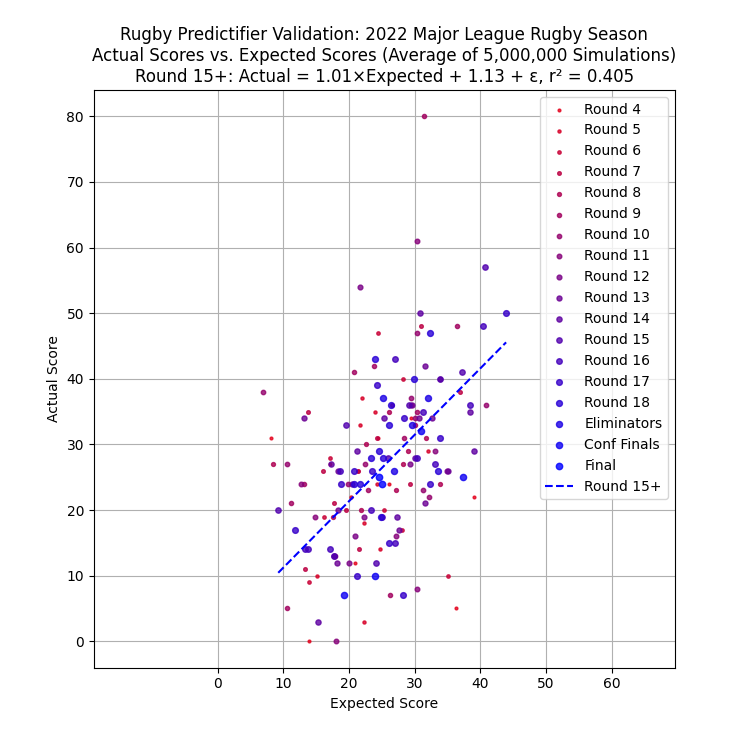 Rugby Predictifier Validation: 2022 Major League Rugby Season
Actual Scores vs. Expected Scores (Average of 5,000,000 Simulations)
Round 15+: Actual = 1.01×Expected + 1.13 + ε, r² = 0.405
80
70
60
50
40
30
20
10
0
Actual Score
0 10 20 30 40 50 60
Expected Score
Round 4
Round 5
Round 6
Round 7
Round 8
Round 9
Round 10
Round 11
Round 12
Round 13
Round 14
Round 15
Round 16
Round 17
Round 18
Eliminators
Conf Finals
Final
Round 15+